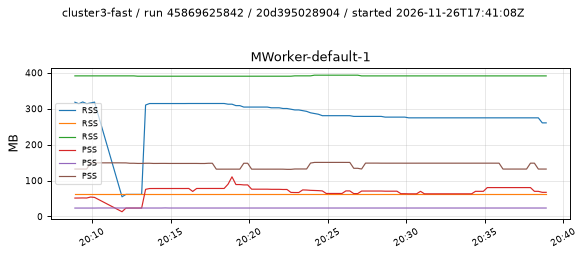 cluster3-fast / run 45869625842 / 20d395028904 / started 2026-11-26T17:41:08Z
MWorker-default-1
MB
400
300
200
100
0
RSS
RSS
RSS
PSS
PSS
PSS
20:10
20:15
20:20
20:25
20:30
20:35
20:40